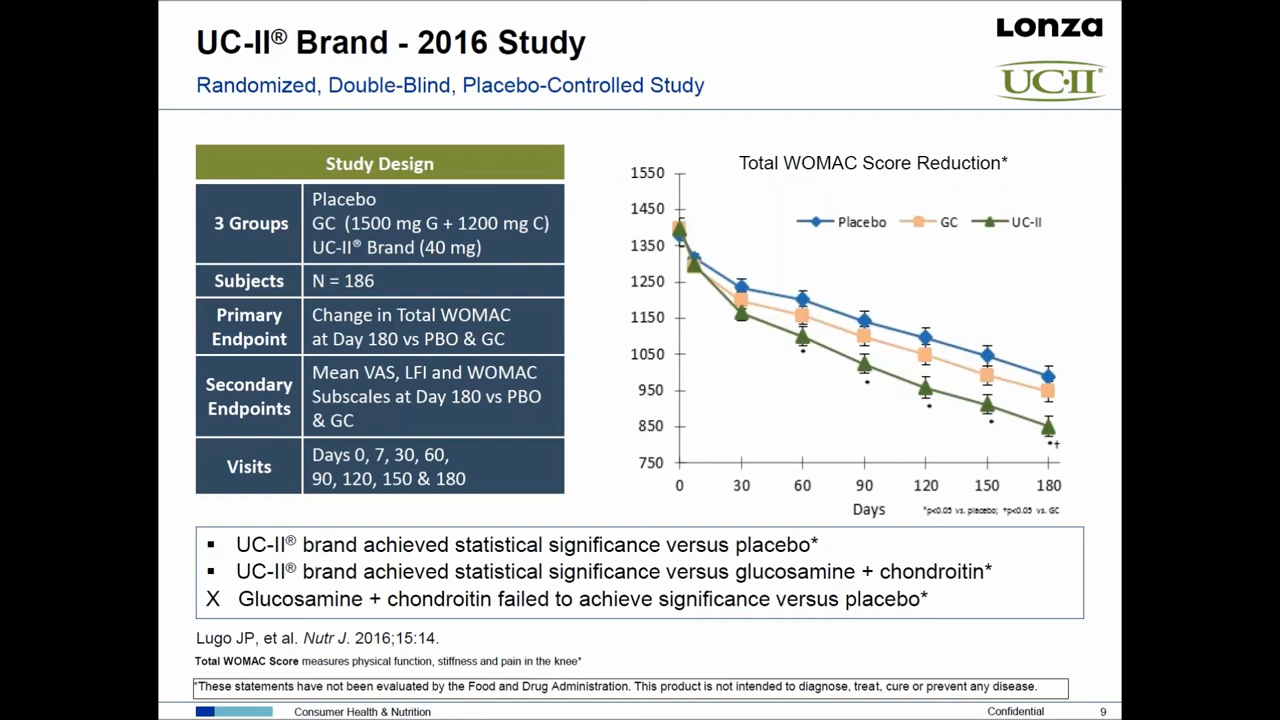 UC-II® Brand - 2016 Study
Randomized, Double-Blind, Placebo-Controlled Study
Lonza
UC·II®
Study Design
3 Groups
Placebo
GC (1500 mg G + 1200 mg C)
UC-II® Brand (40 mg)
Subjects
N = 186
Primary
Endpoint
Change in Total WOMAC
at Day 180 vs PBO & GC
Secondary
Endpoints
Mean VAS, LFI and WOMAC
Subscales at Day 180 vs PBO
& GC
Visits
Days 0, 7, 30, 60,
90, 120, 150 & 180
Total WOMAC Score Reduction*
Placebo GC UC-II
1550
1450
1350
1250
1150
1050
950
850
750
* * * * *†
0 30 60 90 120 150 180
Days
*p<0.05 vs. placebo; †p<0.05 vs. GC
▪ UC-II® brand achieved statistical significance versus placebo*
▪ UC-II® brand achieved statistical significance versus glucosamine + chondroitin*
X Glucosamine + chondroitin failed to achieve significance versus placebo*
Lugo JP, et al. Nutr J. 2016;15:14.
Total WOMAC Score measures physical function, stiffness and pain in the knee*
*These statements have not been evaluated by the Food and Drug Administration. This product is not intended to diagnose, treat, cure or prevent any disease.
Consumer Health & Nutrition
Confidential
9